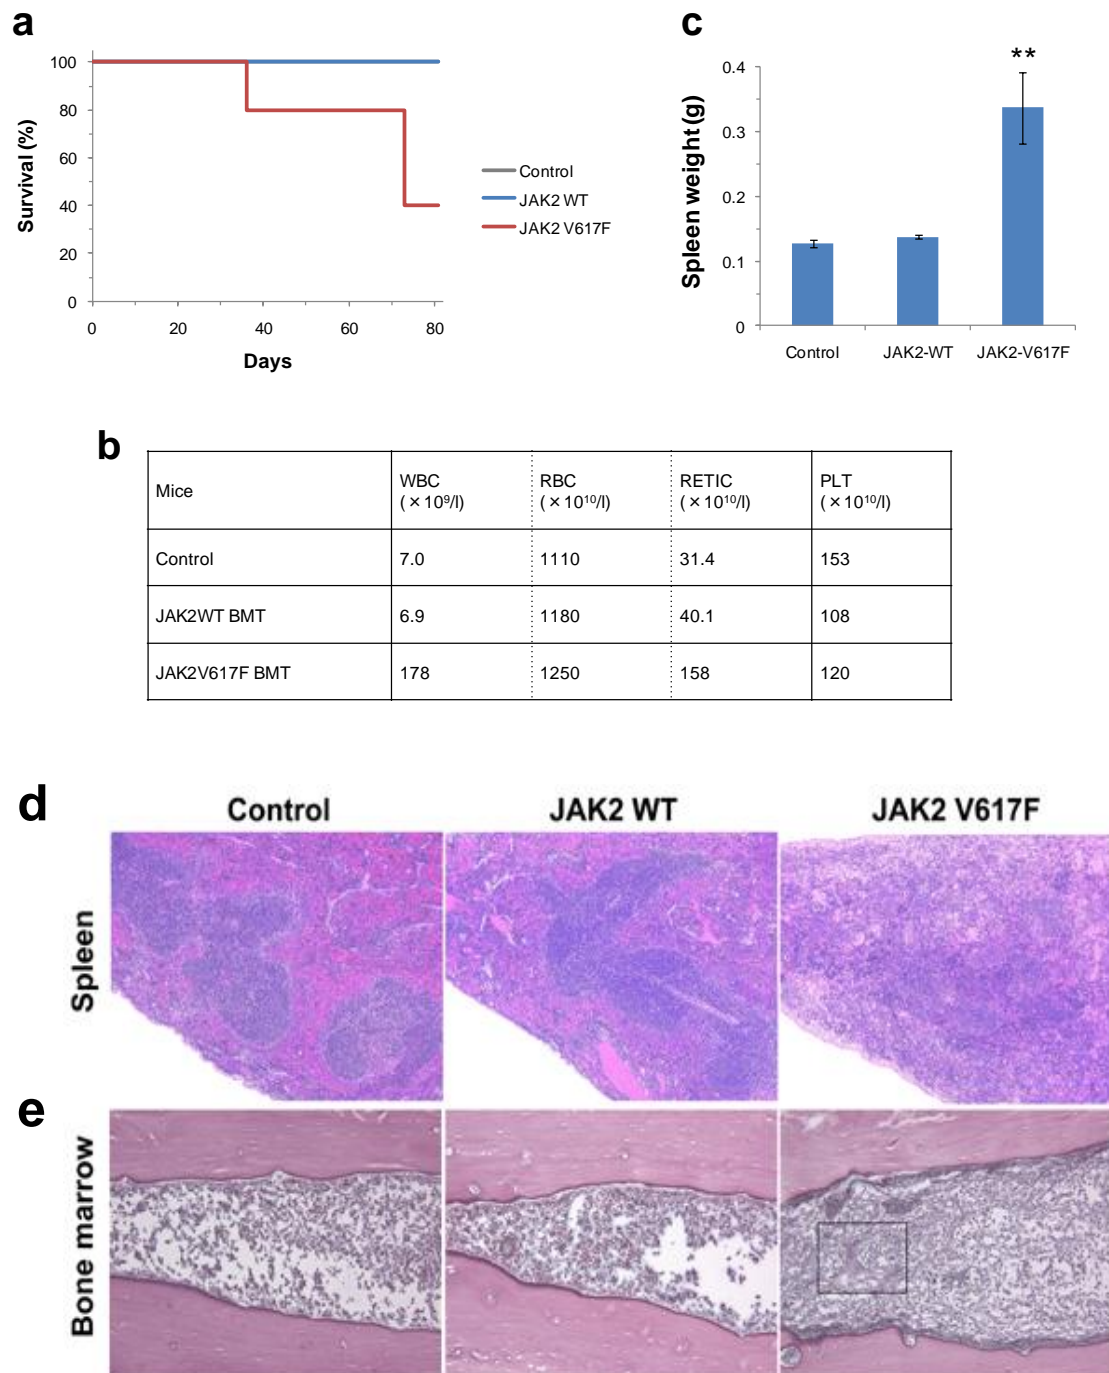 a
100
80
60
40
20
0
Survival (%)
0 20 40 60 80
Days
Control
JAK2 WT
JAK2 V617F
c
**
0.4
0.3
0.2
0.1
0
Spleen weight (g)
Control JAK2-WT JAK2-V617F
b
Mice WBC (×10⁹/l) RBC (×10¹⁰/l) RETIC (×10¹⁰/l) PLT (×10¹⁰/l)
Control 7.0 1110 31.4 153
JAK2WT BMT 6.9 1180 40.1 108
JAK2V617F BMT 178 1250 158 120
d
Control JAK2 WT JAK2 V617F
Spleen
e
Bone marrow